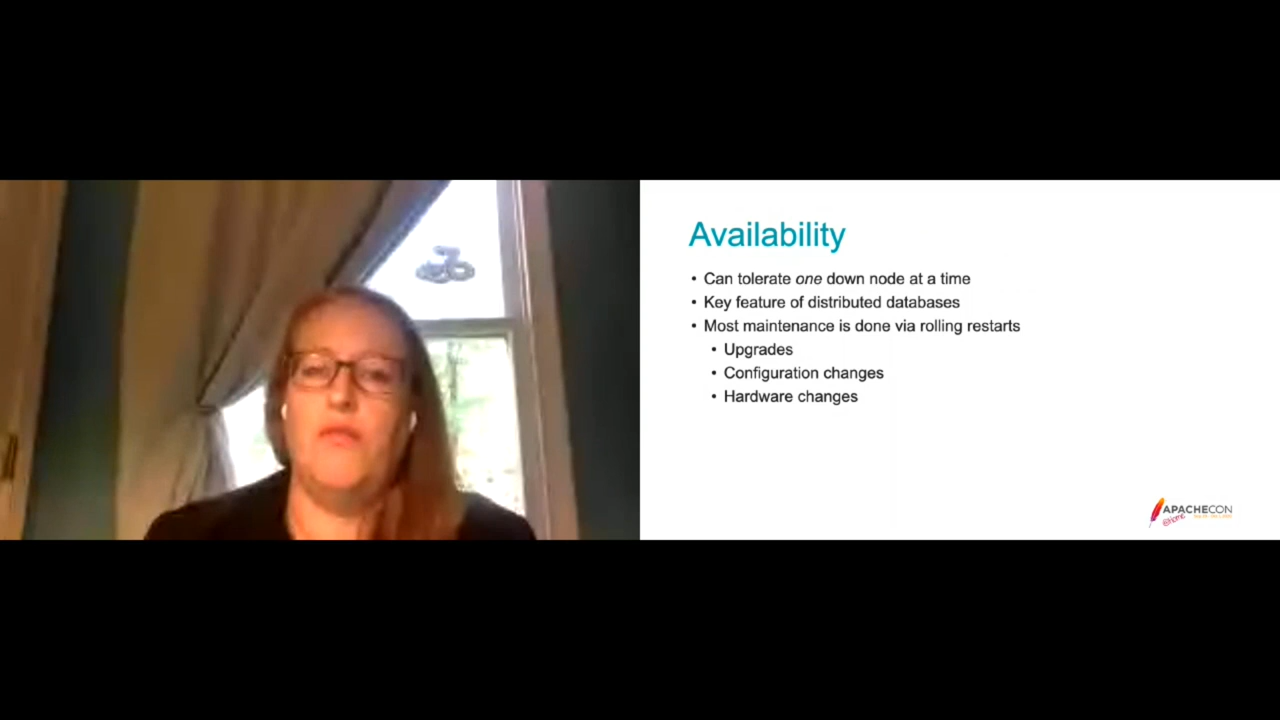 Availability
• Can tolerate one down node at a time
• Key feature of distributed databases
• Most maintenance is done via rolling restarts
• Upgrades
• Configuration changes
• Hardware changes
APACHECON
@Home